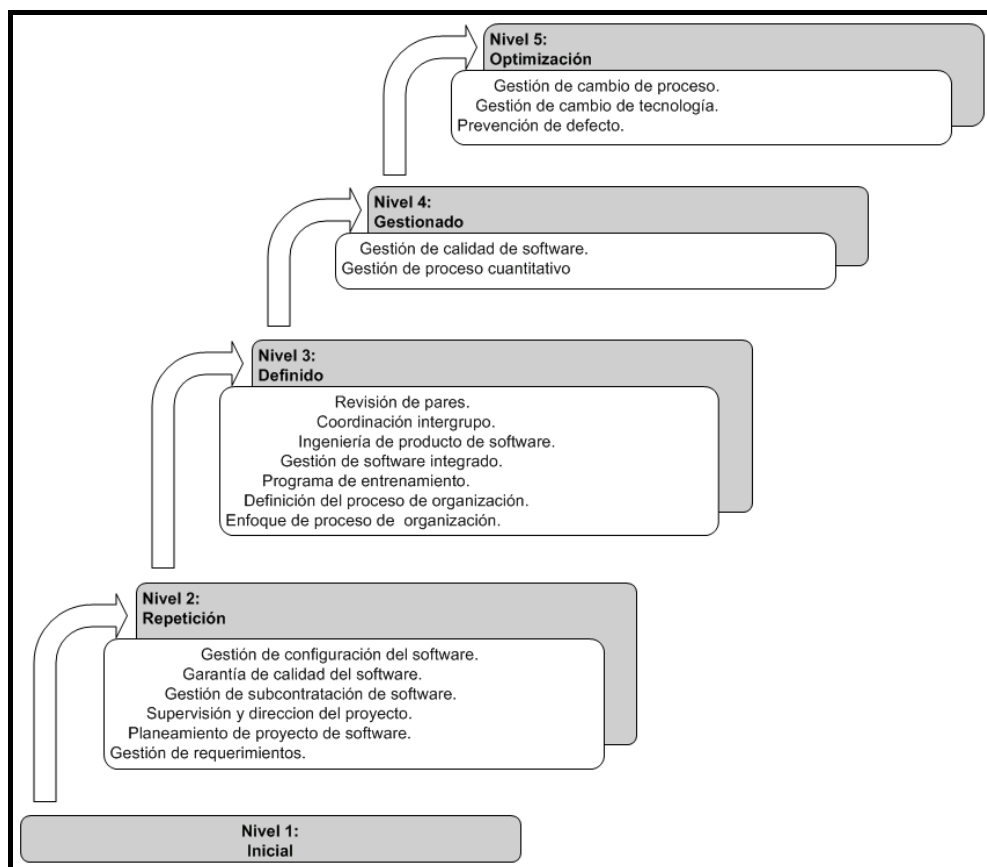 Nivel 5:
Optimización
Gestión de cambio de proceso.
Gestión de cambio de tecnología.
Prevención de defecto.
Nivel 4:
Gestionado
Gestión de calidad de software.
Gestión de proceso cuantitativo
Nivel 3:
Definido
Revisión de pares.
Coordinación intergrupo.
Ingeniería de producto de software.
Gestión de software integrado.
Programa de entrenamiento.
Definición del proceso de organización.
Enfoque de proceso de organización.
Nivel 2:
Repetición
Gestión de configuración del software.
Garantía de calidad del software.
Gestión de subcontratación de software.
Supervisión y direccion del proyecto.
Planeamiento de proyecto de software.
Gestión de requerimientos.
Nivel 1:
Inicial